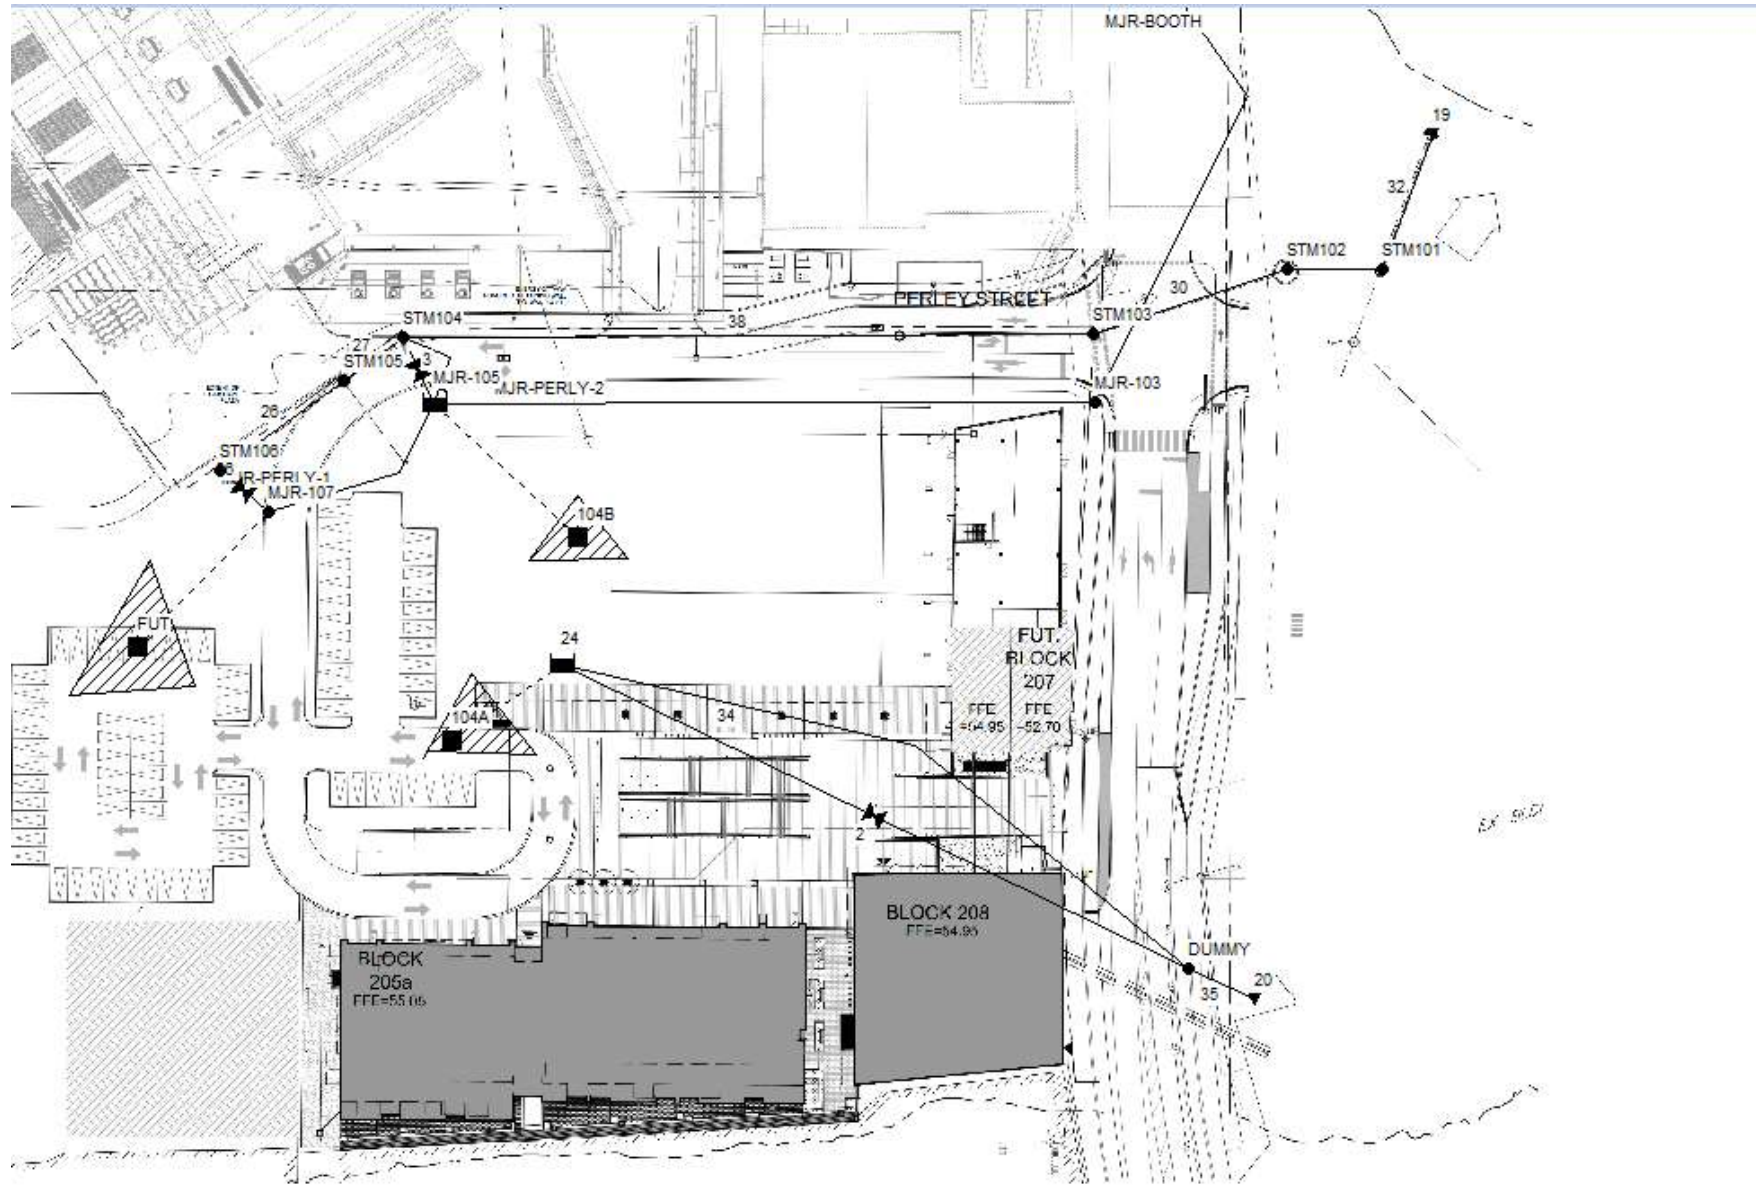 MJR-BOOTH
19
32
STM102
STM101
30
PERLEY STREET
STM103
STM104
38
27
STM105
3
MJR-105
MJR-PERLY-2
MJR-103
26
STM106
MJR-107
104B
FUT
24
FUT.
BLOCK
207
FFE
FFE
=54.95
=52.70
104A
34
2
BLOCK 208
FFE=54.95
DUMMY
BLOCK
205a
FFE=55.05
20
35